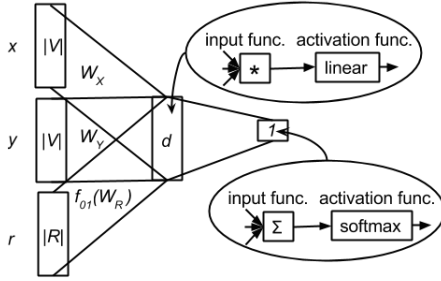 x
|V|
W_X
y
|V|
W_Y
d
r
|R|
f_01(W_R)
1
input func. activation func.
*
linear
input func. activation func.
Σ
softmax